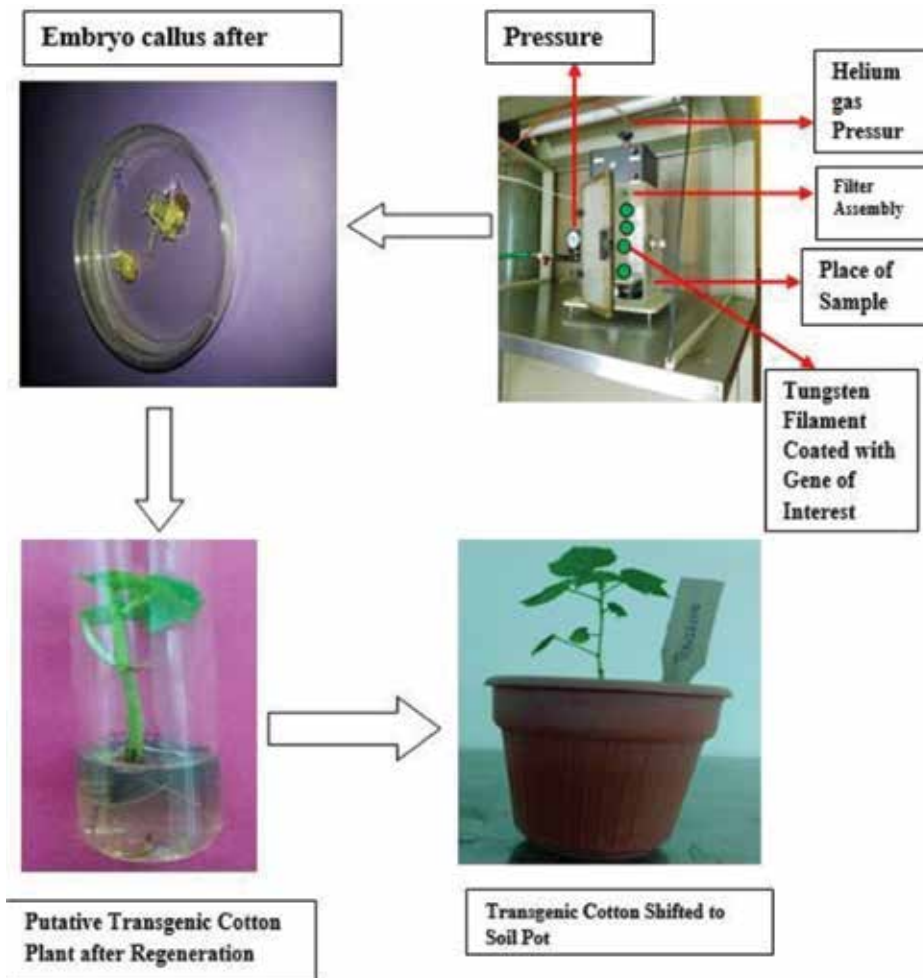 Embryo callus after
Pressure
Helium
gas
Pressur
Filter
Assembly
Place of
Sample
Tungsten
Filament
Coated with
Gene of
Interest
Putative Transgenic Cotton
Plant after Regeneration
Transgenic Cotton Shifted to
Soil Pot